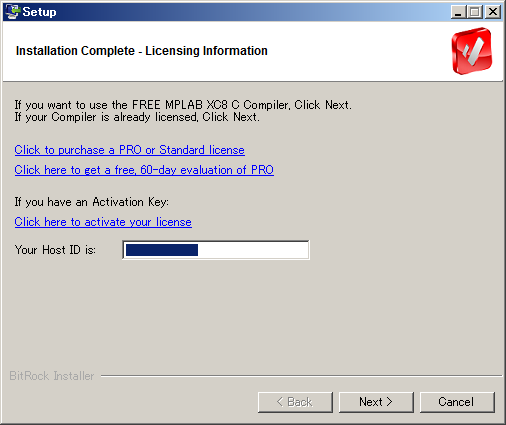 Setup
Installation Complete - Licensing Information
If you want to use the FREE MPLAB XC8 C Compiler, Click Next.
If your Compiler is already licensed, Click Next.
Click to purchase a PRO or Standard license
Click here to get a free, 60-day evaluation of PRO
If you have an Activation Key:
Click here to activate your license
Your Host ID is:
BitRock Installer
< Back
Next >
Cancel